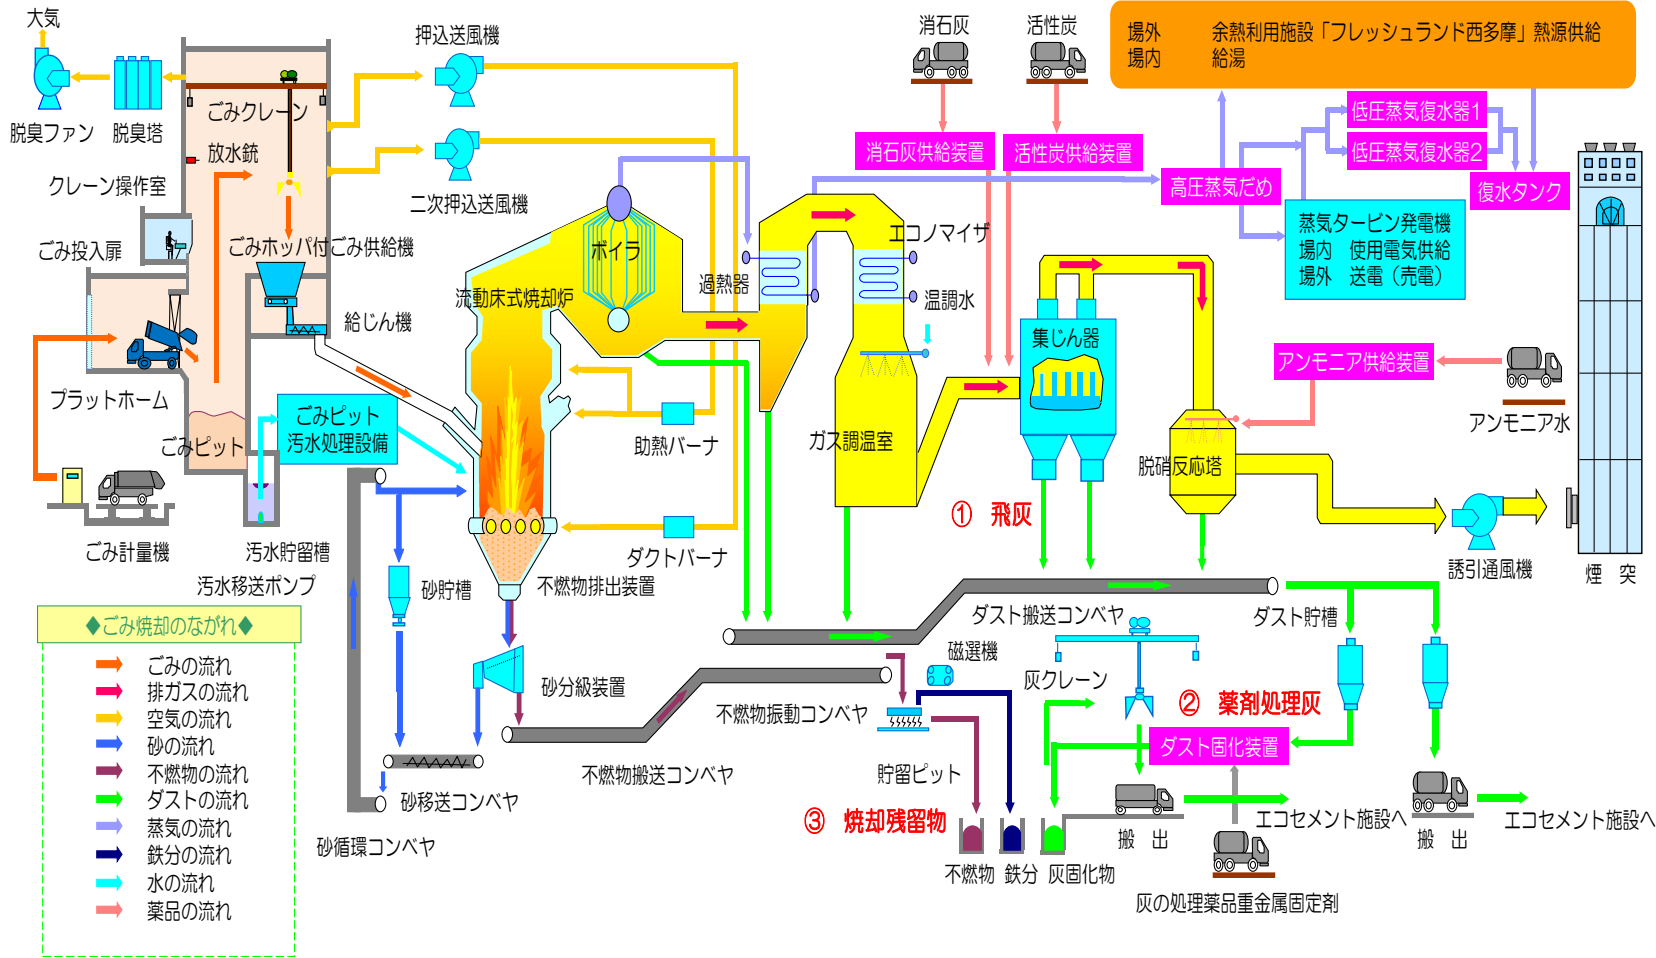 大気
脱臭ファン
脱臭塔
ごみクレーン
放水銃
クレーン操作室
ごみ投入扉
ごみホッパ付ごみ供給機
給じん機
プラットホーム
ごみピット
ごみピット
汚水処理設備
ごみ計量機
汚水貯留槽
汚水移送ポンプ
押込送風機
二次押込送風機
流動床式焼却炉
ボイラ
過熱器
エコノマイザ
温調水
ガス調温室
助熱バーナ
ダクトバーナ
不燃物排出装置
砂貯槽
砂分級装置
砂移送コンベヤ
砂循環コンベヤ
不燃物搬送コンベヤ
不燃物振動コンベヤ
磁選機
貯留ピット
消石灰
活性炭
消石灰供給装置
活性炭供給装置
場外 余熱利用施設「フレッシュランド西多摩」熱源供給
場内 給湯
高圧蒸気だめ
低圧蒸気復水器1
低圧蒸気復水器2
復水タンク
蒸気タービン発電機
場内 使用電気供給
場外 送電（売電）
集じん器
アンモニア供給装置
アンモニア水
脱硝反応塔
誘引通風機
煙 突
① 飛灰
ダスト搬送コンベヤ
ダスト貯槽
灰クレーン
② 薬剤処理灰
ダスト固化装置
③ 焼却残留物
不燃物
鉄分
灰固化物
搬 出
エコセメント施設へ
搬 出
エコセメント施設へ
灰の処理薬品重金属固定剤
◆ごみ焼却のながれ◆
ごみの流れ
排ガスの流れ
空気の流れ
砂の流れ
不燃物の流れ
ダストの流れ
蒸気の流れ
鉄分の流れ
水の流れ
薬品の流れ